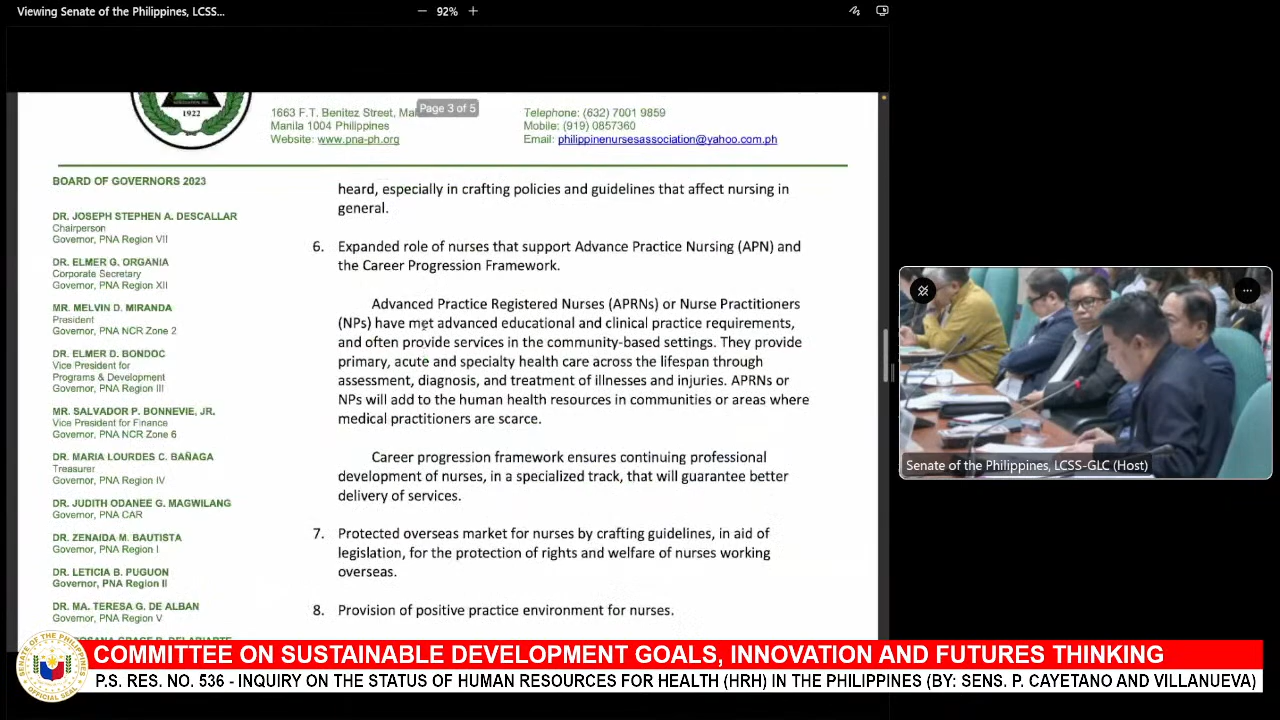 Viewing Senate of the Philippines, LCSS...
92%
1922
1663 F.T. Benitez Street,
Manila 1004 Philippines
Website: www.pna-ph.org
Page 3 of 5
Telephone: (632) 7001 9859
Mobile: (919) 0857360
Email: philippinenursesassociation@yahoo.com.ph
BOARD OF GOVERNORS 2023
DR. JOSEPH STEPHEN A. DESCALLAR
Chairperson
Governor, PNA Region VII
DR. ELMER G. ORGANIA
Corporate Secretary
Governor, PNA Region XII
MR. MELVIN D. MIRANDA
President
Governor, PNA NCR Zone 2
DR. ELMER D. BONDOC
Vice President for
Programs & Development
Governor, PNA Region III
MR. SALVADOR P. BONNEVIE, JR.
Vice President for Finance
Governor, PNA NCR Zone 6
DR. MARIA LOURDES C. BAÑAGA
Treasurer
Governor, PNA Region IV
DR. JUDITH ODANEE G. MAGWILANG
Governor, PNA CAR
DR. ZENAIDA M. BAUTISTA
Governor, PNA Region I
DR. LETICIA B. PUGUON
Governor, PNA Region II
DR. MA. TERESA G. DE ALBAN
Governor, PNA Region V
heard, especially in crafting policies and guidelines that affect nursing in
general.
6. Expanded role of nurses that support Advance Practice Nursing (APN) and
the Career Progression Framework.
Advanced Practice Registered Nurses (APRNs) or Nurse Practitioners
(NPs) have met advanced educational and clinical practice requirements,
and often provide services in the community-based settings. They provide
primary, acute and specialty health care across the lifespan through
assessment, diagnosis, and treatment of illnesses and injuries. APRNs or
NPs will add to the human health resources in communities or areas where
medical practitioners are scarce.
Career progression framework ensures continuing professional
development of nurses, in a specialized track, that will guarantee better
delivery of services.
7. Protected overseas market for nurses by crafting guidelines, in aid of
legislation, for the protection of rights and welfare of nurses working
overseas.
8. Provision of positive practice environment for nurses.
Senate of the Philippines, LCSS-GLC (Host)
SENATE OF THE PHILIPPINES
OFFICIAL SEAL
COMMITTEE ON SUSTAINABLE DEVELOPMENT GOALS, INNOVATION AND FUTURES THINKING
P.S. RES. NO. 536 - INQUIRY ON THE STATUS OF HUMAN RESOURCES FOR HEALTH (HRH) IN THE PHILIPPINES (BY: SENS. P. CAYETANO AND VILLANUEVA)